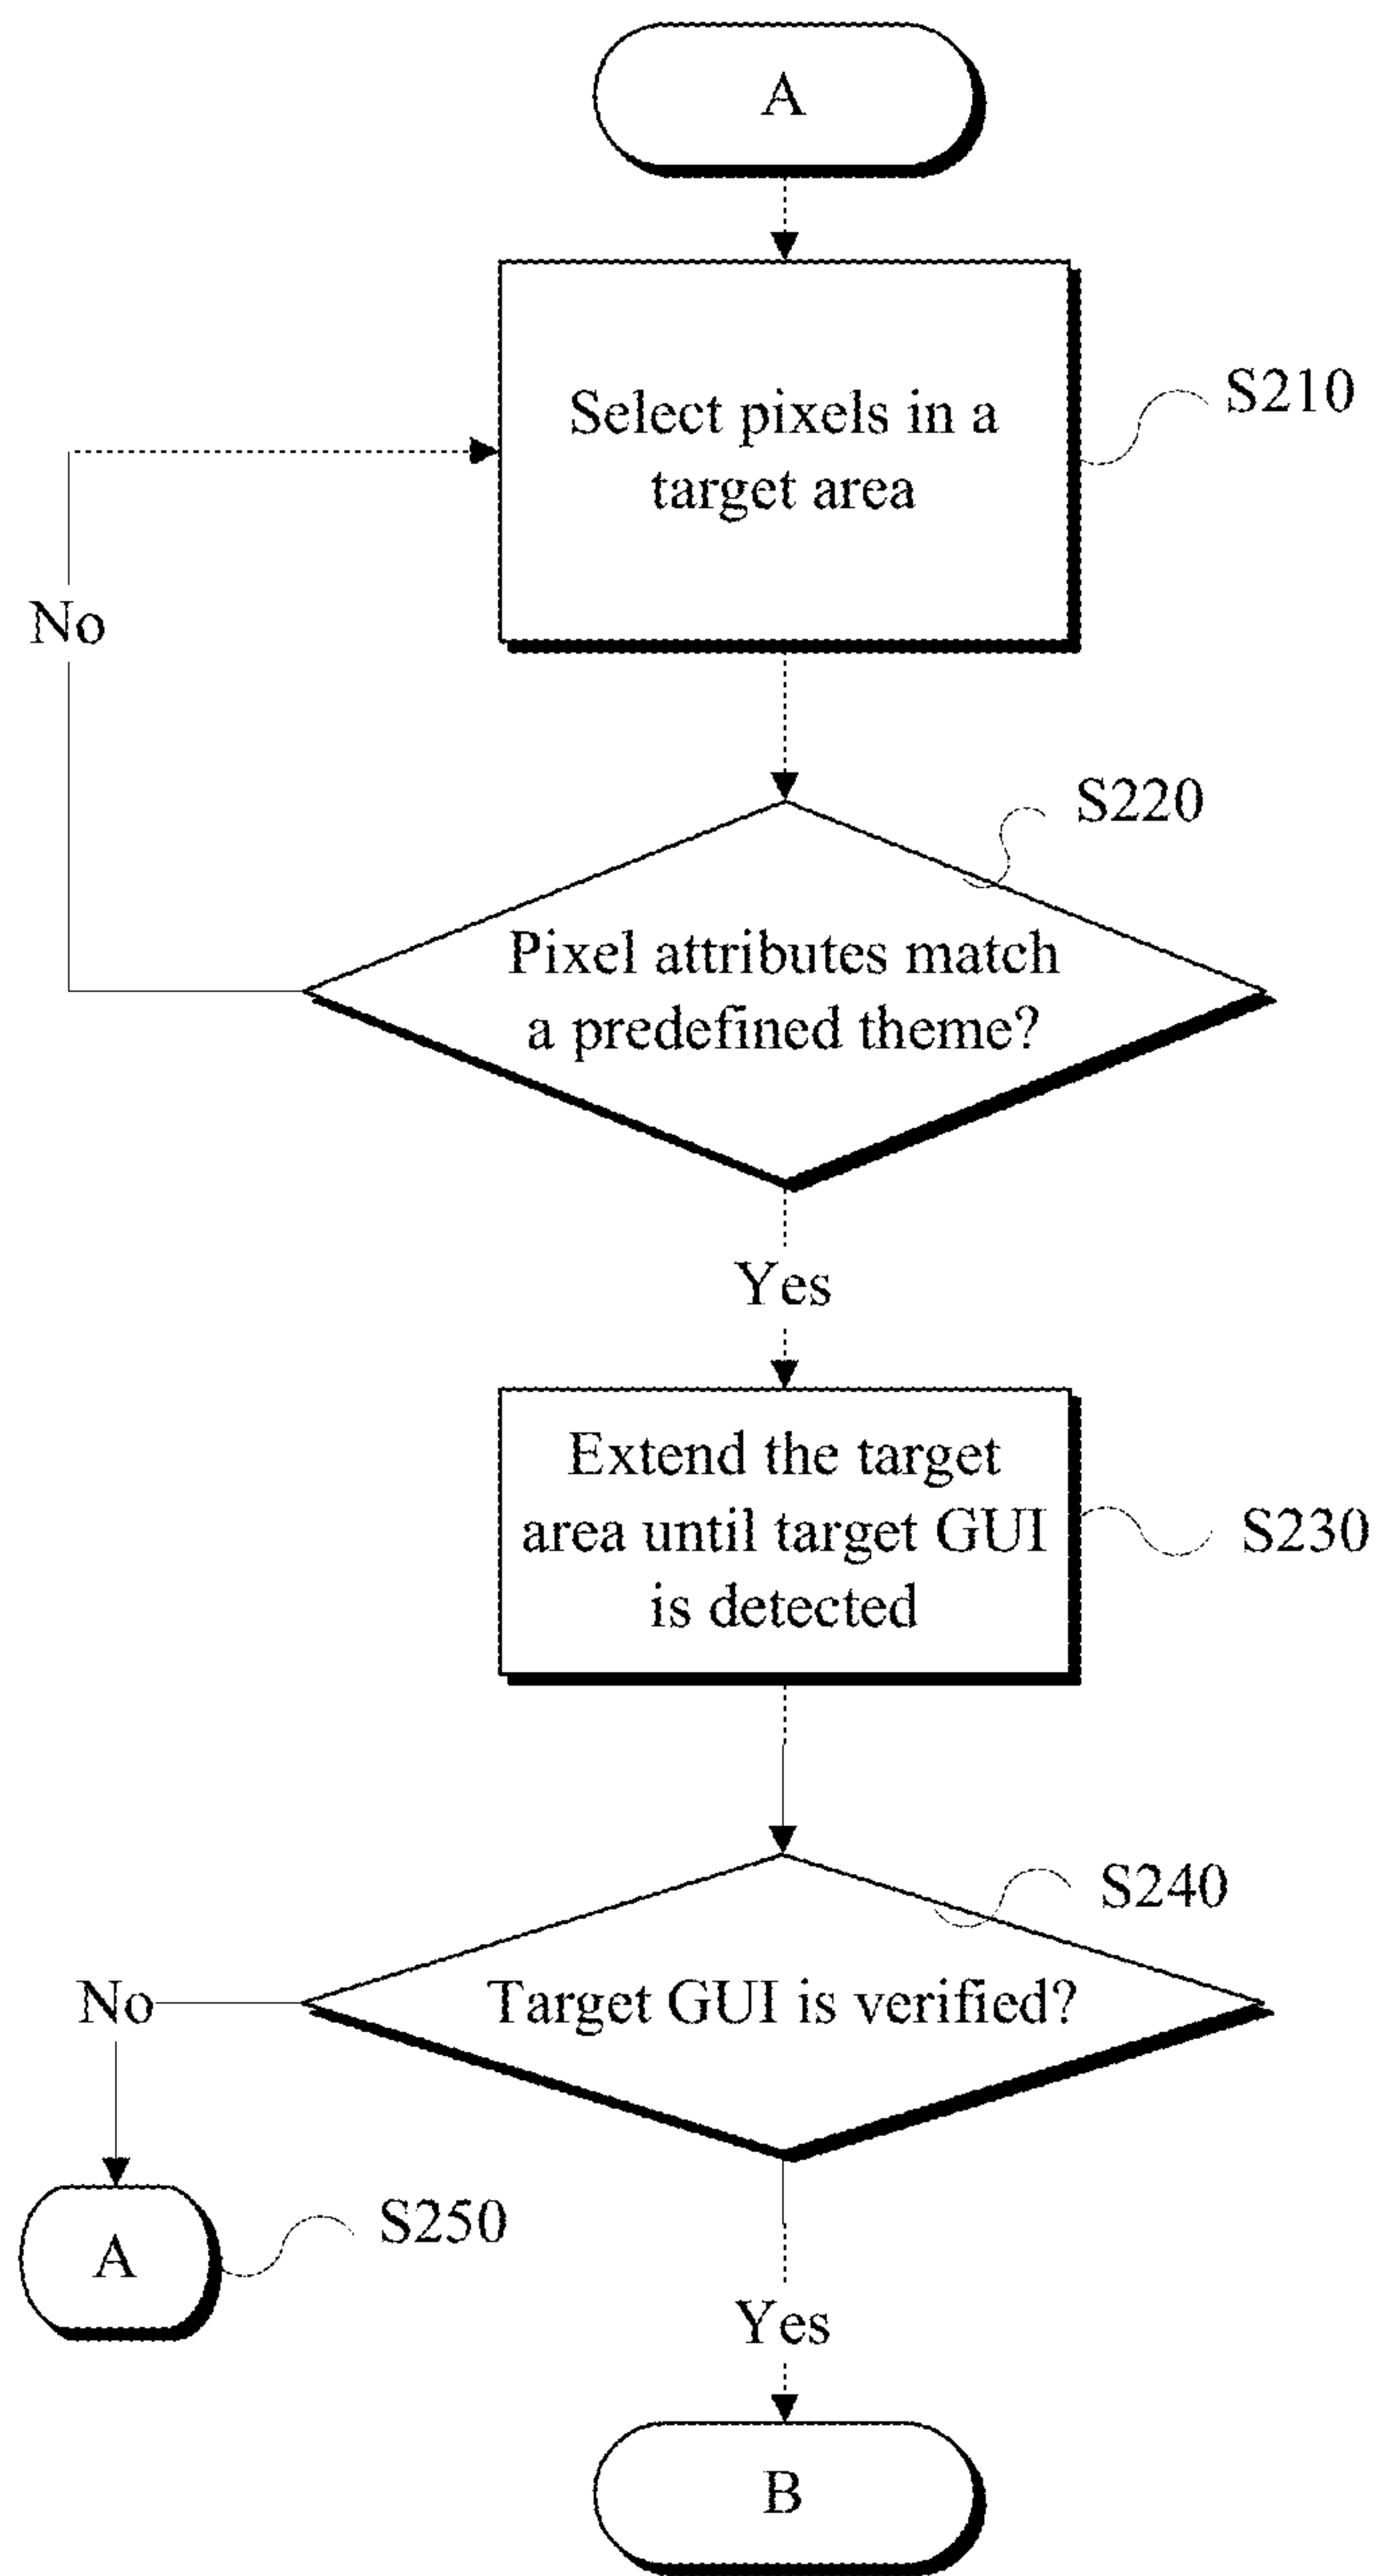 A
Select pixels in a
target area
S210
No
S220
Pixel attributes match
a predefined theme?
Yes
Extend the target
area until target GUI
is detected
S230
S240
Target GUI is verified?
No
A
S250
Yes
B